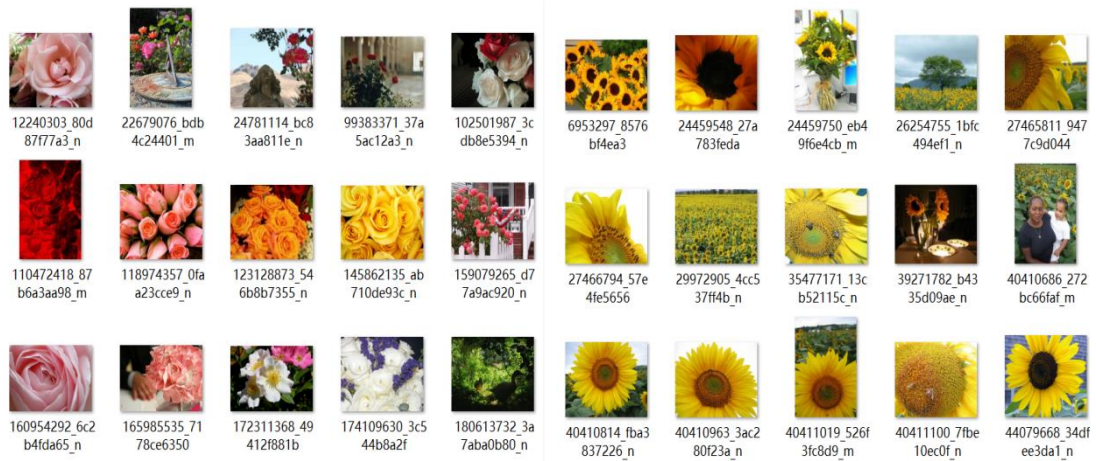 12240303_80d
87f77a3_n
22679076_bdb
4c24401_m
24781114_bc8
3aa811e_n
99383371_37a
5ac12a3_n
102501987_3c
db8e5394_n
6953297_8576
bf4ea3
24459548_27a
783feda
24459750_eb4
9f6e4cb_m
26254755_1bfc
494ef1_n
27465811_947
7c9d044
110472418_87
b6a3aa98_m
118974357_0fa
a23cce9_n
123128873_54
6b8b7355_n
145862135_ab
710de93c_n
159079265_d7
7a9ac920_n
27466794_57e
4fe5656
29972905_4cc5
37ff4b_n
35477171_13c
b52115c_n
39271782_b43
35d09ae_n
40410686_272
bc66faf_m
160954292_6c2
b4fda65_n
165985535_71
78ce6350
172311368_49
412f881b
174109630_3c5
44b8a2f
180613732_3a
7aba0b80_n
40410814_fba3
837226_n
40410963_3ac2
80f23a_n
40411019_526f
3fc8d9_m
40411100_7fbe
10ec0f_n
44079668_34df
ee3da1_n